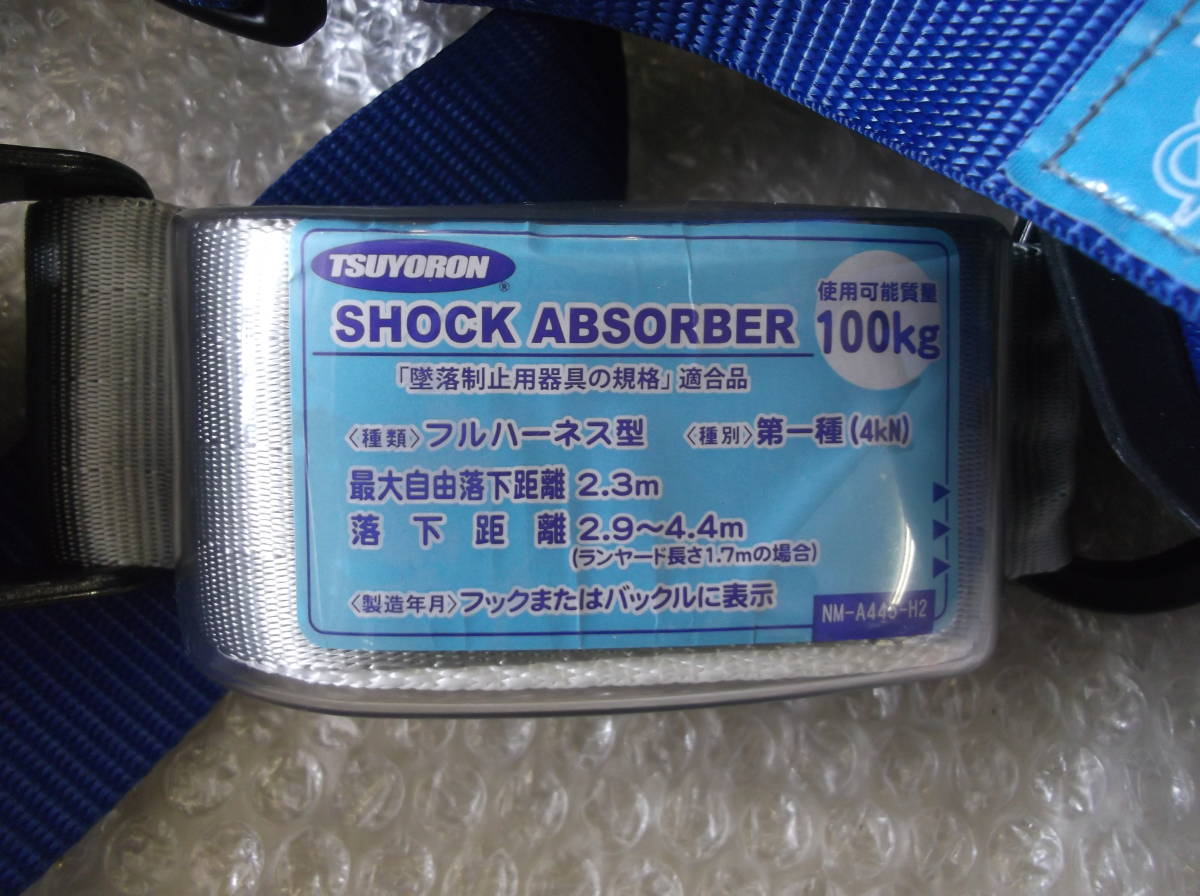 TSUYORON®
SHOCK ABSORBER
使用可能質量
100kg
「墜落制止用器具の規格」適合品
〈種類〉フルハーネス型 〈種別〉第一種(4kN)
最大自由落下距離 2.3m
落下距離 2.9～4.4m
(ランヤード長さ1.7mの場合)
〈製造年月〉フックまたはバックルに表示